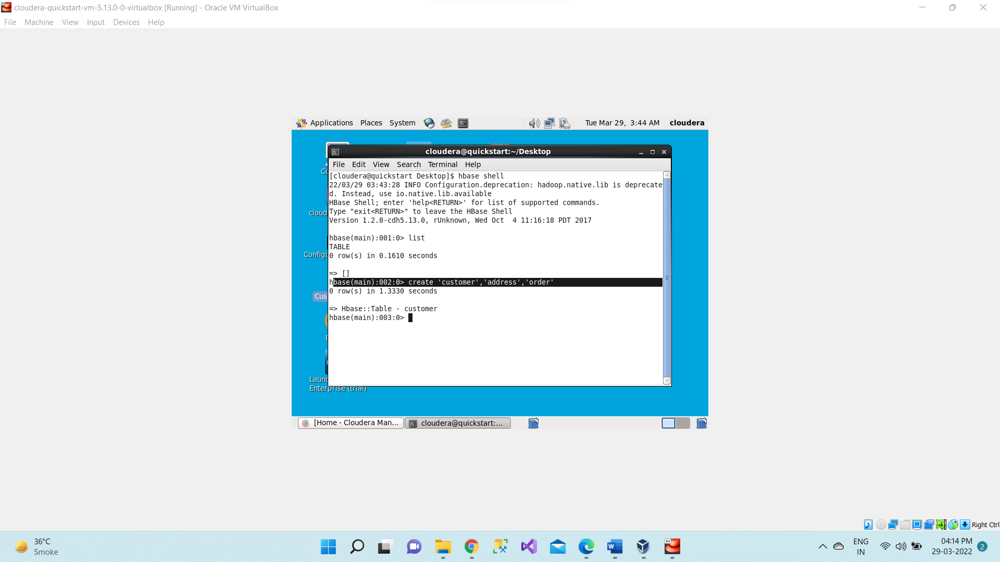 cloudera-quickstart-vm-5.13.0-0-virtualbox [Running] - Oracle VM VirtualBox
File Machine View Input Devices Help
Applications Places System Tue Mar 29, 3:44 AM cloudera
cloudera@quickstart:~/Desktop
File Edit View Search Terminal Help
[cloudera@quickstart Desktop]$ hbase shell
22/03/29 03:43:28 INFO Configuration.deprecation: hadoop.native.lib is deprecate
d. Instead, use io.native.lib.available
HBase Shell; enter 'help<RETURN>' for list of supported commands.
Type "exit<RETURN>" to leave the HBase Shell
Version 1.2.0-cdh5.13.0, rUnknown, Wed Oct  4 11:16:18 PDT 2017
hbase(main):001:0> list
TABLE
0 row(s) in 0.1610 seconds
=> []
hbase(main):002:0> create 'customer','address','order'
0 row(s) in 1.3330 seconds
=> Hbase::Table - customer
hbase(main):003:0>
Co
cloud
Configu
Cus
E
Laun
Enterprise (trial)
[Home - Cloudera Man...
cloudera@quickstart:...
Right Ctrl
36°C
Smoke
64
ENG
IN
04:14 PM
29-03-2022
2